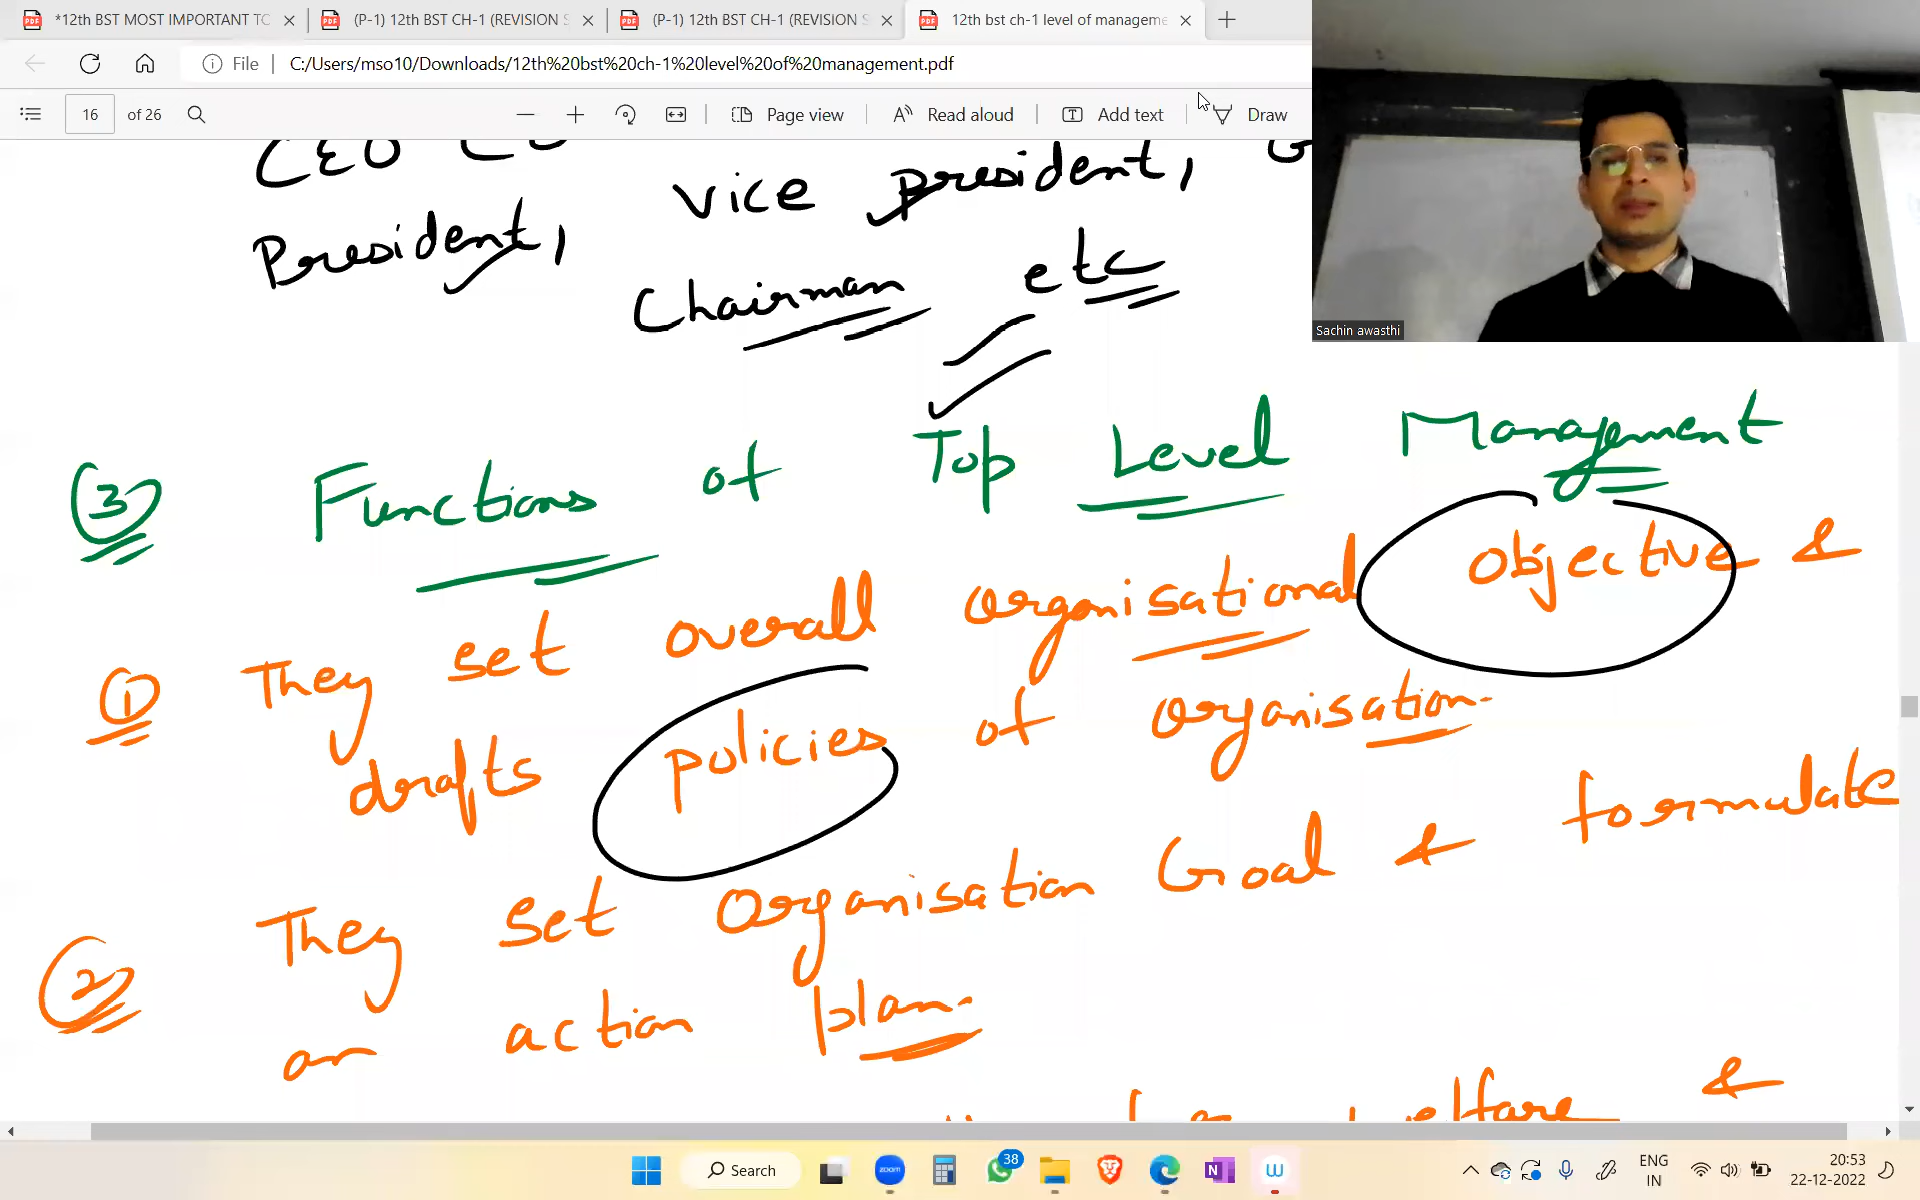 *12th BST MOST IMPORTANT TO
(P-1) 12th BST CH-1 (REVISION S
(P-1) 12th BST CH-1 (REVISION S
12th bst ch-1 level of manageme
File
C:/Users/mso10/Downloads/12th%20bst%20ch-1%20level%20of%20management.pdf
16 of 26
Page view
Read aloud
Add text
Draw
CEO
President, vice President,
Chairman etc
Sachin awasthi
3 Functions of Top Level Management
1 They set overall organisational objective &
drafts policies of organisation.
2 They set organisation Goal & formulate
an action plan.
welfare &
Search
zoom
38
N
W
ENG
IN
20:53
22-12-2022